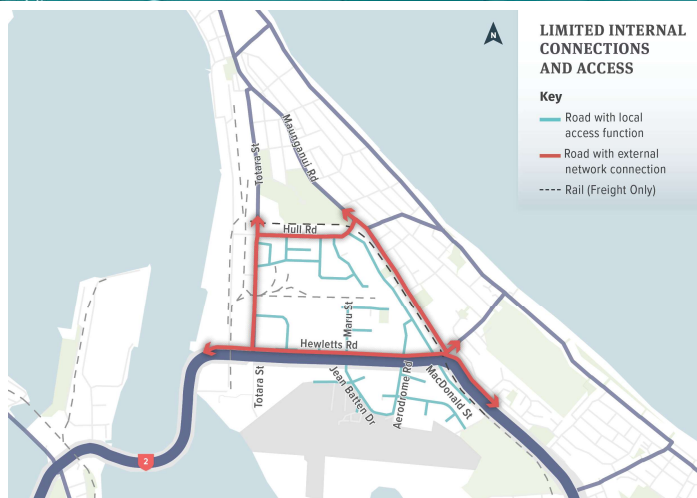 LIMITED INTERNAL
CONNECTIONS
AND ACCESS
Key
Road with local
access function
Road with external
network connection
Rail (Freight Only)
N
Maunganui Rd
Totara St
Hull Rd
Maru St
Hewletts Rd
Totara St
Jean Batten Dr
Aerodrome Rd
MacDonald St
2